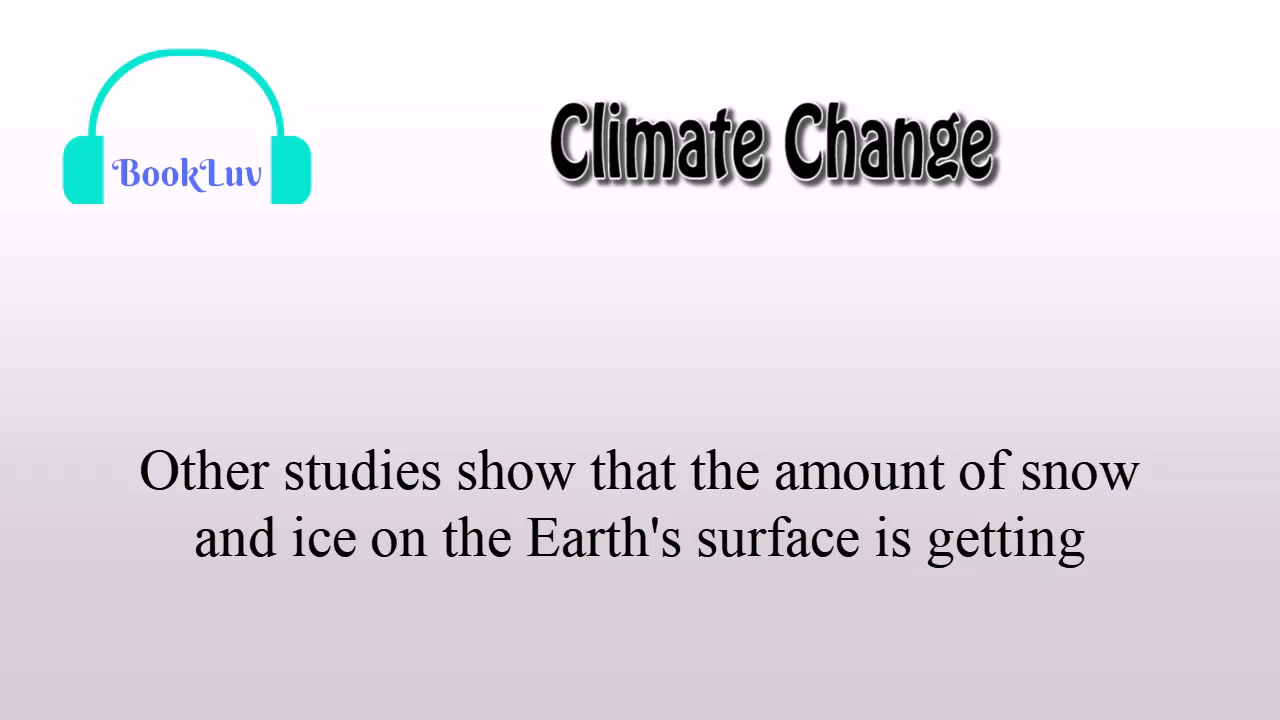 BookLuv
Climate Change
Other studies show that the amount of snow
and ice on the Earth's surface is getting